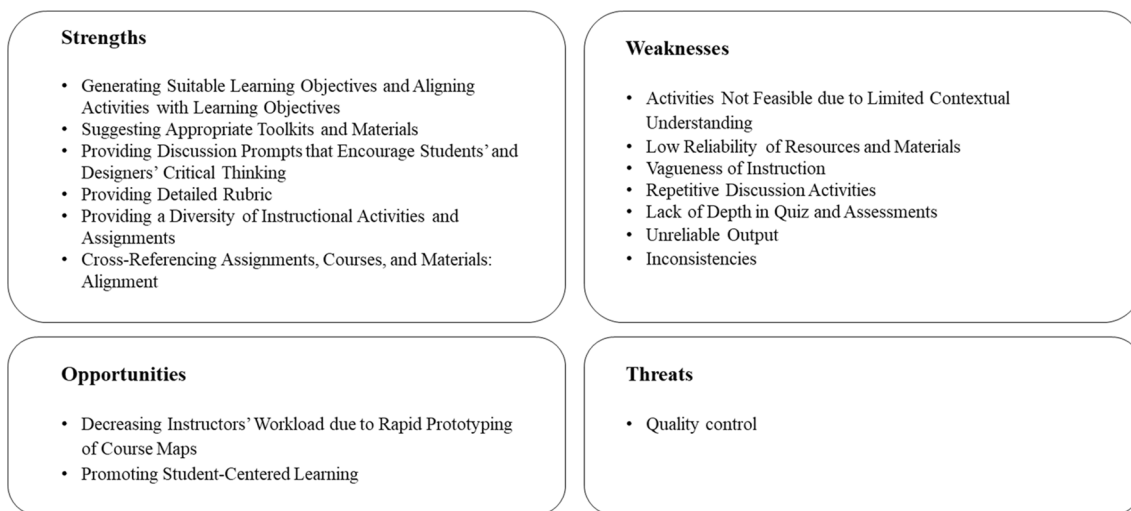 Strengths
• Generating Suitable Learning Objectives and Aligning
Activities with Learning Objectives
• Suggesting Appropriate Toolkits and Materials
• Providing Discussion Prompts that Encourage Students' and
Designers' Critical Thinking
• Providing Detailed Rubric
• Providing a Diversity of Instructional Activities and
Assignments
• Cross-Referencing Assignments, Courses, and Materials:
Alignment
Weaknesses
• Activities Not Feasible due to Limited Contextual
Understanding
• Low Reliability of Resources and Materials
• Vagueness of Instruction
• Repetitive Discussion Activities
• Lack of Depth in Quiz and Assessments
• Unreliable Output
• Inconsistencies
Opportunities
• Decreasing Instructors' Workload due to Rapid Prototyping
of Course Maps
• Promoting Student-Centered Learning
Threats
• Quality control